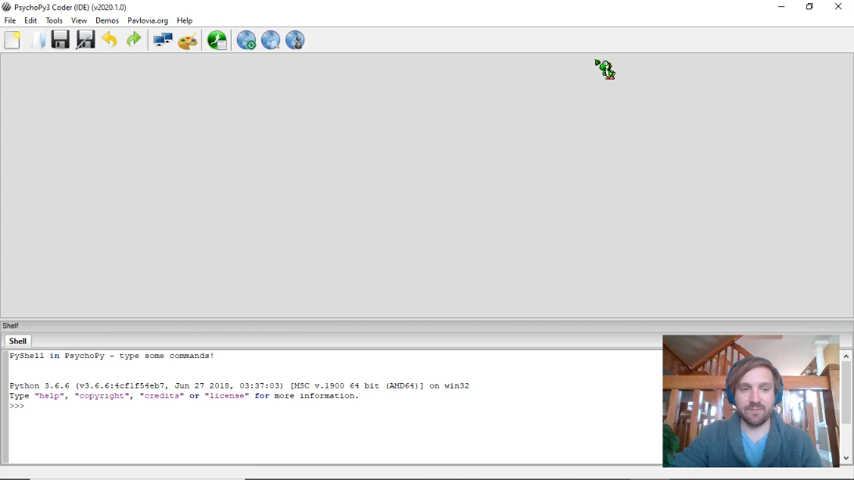 PsychoPy3 Coder (IDE) (v2020.1.0)
File Edit Tools View Demos Pavlovia.org Help
Shelf
Shell
PyShell in PsychoPy - type some commands!
Python 3.6.6 (v3.6.6:4cf1f54eb7, Jun 27 2018, 03:37:03) [MSC v.1900 64 bit (AMD64)] on win32
Type "help", "copyright", "credits" or "license" for more information.
>>>